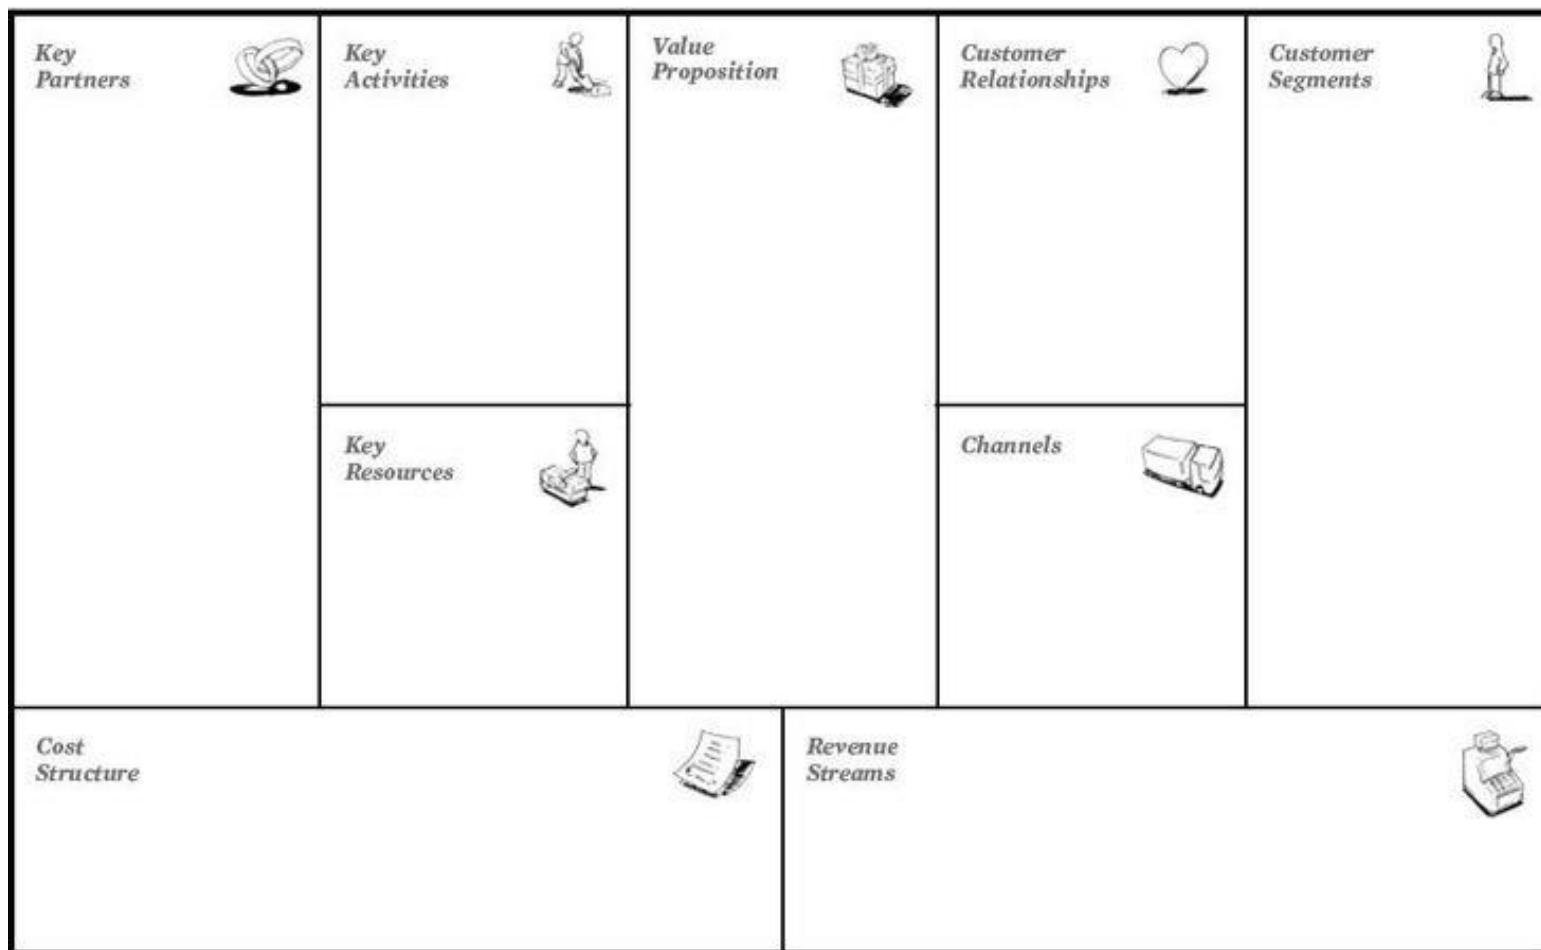 Key
Partners
Key
Activities
Value
Proposition
Customer
Relationships
Customer
Segments
Key
Resources
Channels
Cost
Structure
Revenue
Streams